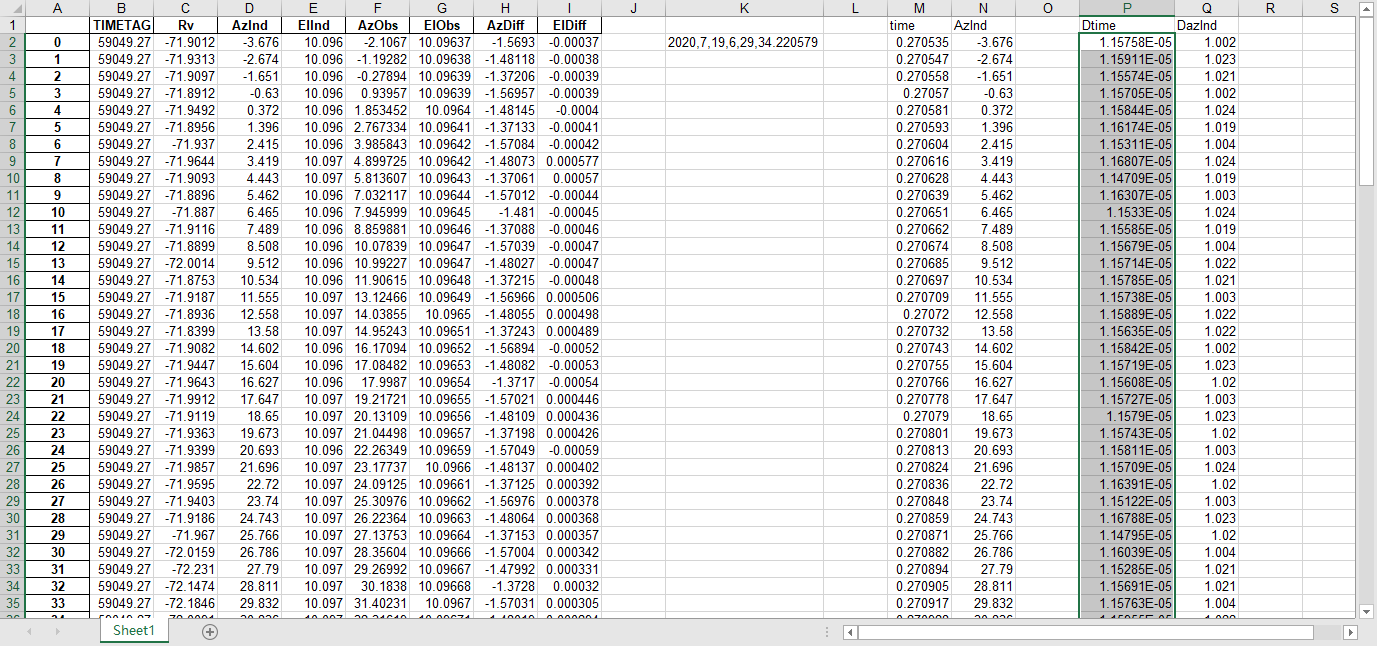 A B C D E F G H I J K L M N O P Q R S
1 TIMETAG Rv AzInd ElInd AzObs ElObs AzDiff ElDiff time AzInd Dtime DazInd
2 0 59049.27 -71.9012 -3.676 10.096 -2.1067 10.09637 -1.5693 -0.00037 2020,7,19,6,29,34.220579 0.270535 -3.676 1.15758E-05 1.002
3 1 59049.27 -71.9313 -2.674 10.096 -1.19282 10.09638 -1.48118 -0.00038 0.270547 -2.674 1.15911E-05 1.023
4 2 59049.27 -71.9097 -1.651 10.096 -0.27894 10.09639 -1.37206 -0.00039 0.270558 -1.651 1.15574E-05 1.021
5 3 59049.27 -71.8912 -0.63 10.096 0.93957 10.09639 -1.56957 -0.00039 0.27057 -0.63 1.15705E-05 1.002
6 4 59049.27 -71.9492 0.372 10.096 1.853452 10.0964 -1.48145 -0.0004 0.270581 0.372 1.15844E-05 1.024
7 5 59049.27 -71.8956 1.396 10.096 2.767334 10.09641 -1.37133 -0.00041 0.270593 1.396 1.16174E-05 1.019
8 6 59049.27 -71.937 2.415 10.096 3.985843 10.09642 -1.57084 -0.00042 0.270604 2.415 1.15311E-05 1.004
9 7 59049.27 -71.9644 3.419 10.097 4.899725 10.09642 -1.48073 0.000577 0.270616 3.419 1.16807E-05 1.024
10 8 59049.27 -71.9093 4.443 10.097 5.813607 10.09643 -1.37061 0.00057 0.270628 4.443 1.14709E-05 1.019
11 9 59049.27 -71.8896 5.462 10.096 7.032117 10.09644 -1.57012 -0.00044 0.270639 5.462 1.16307E-05 1.003
12 10 59049.27 -71.887 6.465 10.096 7.945999 10.09645 -1.481 -0.00045 0.270651 6.465 1.1533E-05 1.024
13 11 59049.27 -71.9116 7.489 10.096 8.859881 10.09646 -1.37088 -0.00046 0.270662 7.489 1.15585E-05 1.019
14 12 59049.27 -71.8899 8.508 10.096 10.07839 10.09647 -1.57039 -0.00047 0.270674 8.508 1.15679E-05 1.004
15 13 59049.27 -72.0014 9.512 10.096 10.99227 10.09647 -1.48027 -0.00047 0.270685 9.512 1.15714E-05 1.022
16 14 59049.27 -71.8753 10.534 10.096 11.90615 10.09648 -1.37215 -0.00048 0.270697 10.534 1.15785E-05 1.021
17 15 59049.27 -71.9187 11.555 10.097 13.12466 10.09649 -1.56966 0.000506 0.270709 11.555 1.15738E-05 1.003
18 16 59049.27 -71.8936 12.558 10.097 14.03855 10.0965 -1.48055 0.000498 0.27072 12.558 1.15889E-05 1.022
19 17 59049.27 -71.8399 13.58 10.097 14.95243 10.09651 -1.37243 0.000489 0.270732 13.58 1.15635E-05 1.022
20 18 59049.27 -71.9082 14.602 10.096 16.17094 10.09652 -1.56894 -0.00052 0.270743 14.602 1.15842E-05 1.002
21 19 59049.27 -71.9447 15.604 10.096 17.08482 10.09653 -1.48082 -0.00053 0.270755 15.604 1.15719E-05 1.023
22 20 59049.27 -71.9643 16.627 10.096 17.9987 10.09654 -1.3717 -0.00054 0.270766 16.627 1.15608E-05 1.02
23 21 59049.27 -71.9912 17.647 10.097 19.21721 10.09655 -1.57021 0.000446 0.270778 17.647 1.15727E-05 1.003
24 22 59049.27 -71.9119 18.65 10.097 20.13109 10.09656 -1.48109 0.000436 0.27079 18.65 1.1579E-05 1.023
25 23 59049.27 -71.9363 19.673 10.097 21.04498 10.09657 -1.37198 0.000426 0.270801 19.673 1.15743E-05 1.02
26 24 59049.27 -71.9399 20.693 10.096 22.26349 10.09659 -1.57049 -0.00059 0.270813 20.693 1.15811E-05 1.003
27 25 59049.27 -71.9857 21.696 10.097 23.17737 10.0966 -1.48137 0.000402 0.270824 21.696 1.15709E-05 1.024
28 26 59049.27 -71.9595 22.72 10.097 24.09125 10.09661 -1.37125 0.000392 0.270836 22.72 1.16391E-05 1.02
29 27 59049.27 -71.9403 23.74 10.097 25.30976 10.09662 -1.56976 0.000378 0.270848 23.74 1.15122E-05 1.003
30 28 59049.27 -71.9186 24.743 10.097 26.22364 10.09663 -1.48064 0.000368 0.270859 24.743 1.16788E-05 1.023
31 29 59049.27 -71.967 25.766 10.097 27.13753 10.09664 -1.37153 0.000357 0.270871 25.766 1.14795E-05 1.02
32 30 59049.27 -72.0159 26.786 10.097 28.35604 10.09666 -1.57004 0.000342 0.270882 26.786 1.16039E-05 1.004
33 31 59049.27 -72.231 27.79 10.097 29.26992 10.09667 -1.47992 0.000331 0.270894 27.79 1.15285E-05 1.021
34 32 59049.27 -72.1474 28.811 10.097 30.1838 10.09668 -1.3728 0.00032 0.270905 28.811 1.15691E-05 1.021
35 33 59049.27 -72.1846 29.832 10.097 31.40231 10.0967 -1.57031 0.000305 0.270917 29.832 1.15763E-05 1.004
Sheet1